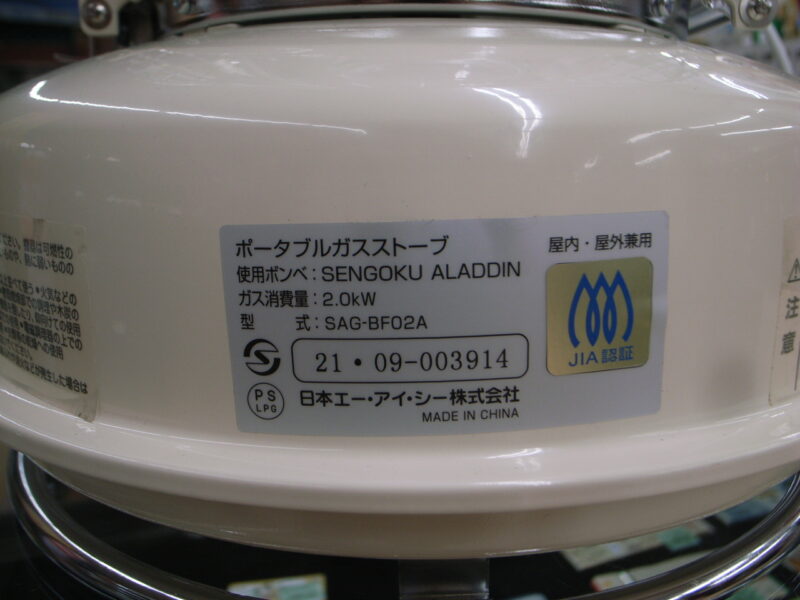 ポータブルガスストーブ
屋内・屋外兼用
使用ボンベ：SENGOKU ALADDIN
ガス消費量：2.0kW
型　　式：SAG-BF02A
21・09-003914
JIA認証
PS
LPG
日本エー・アイ・シー株式会社
MADE IN CHINA
注
意